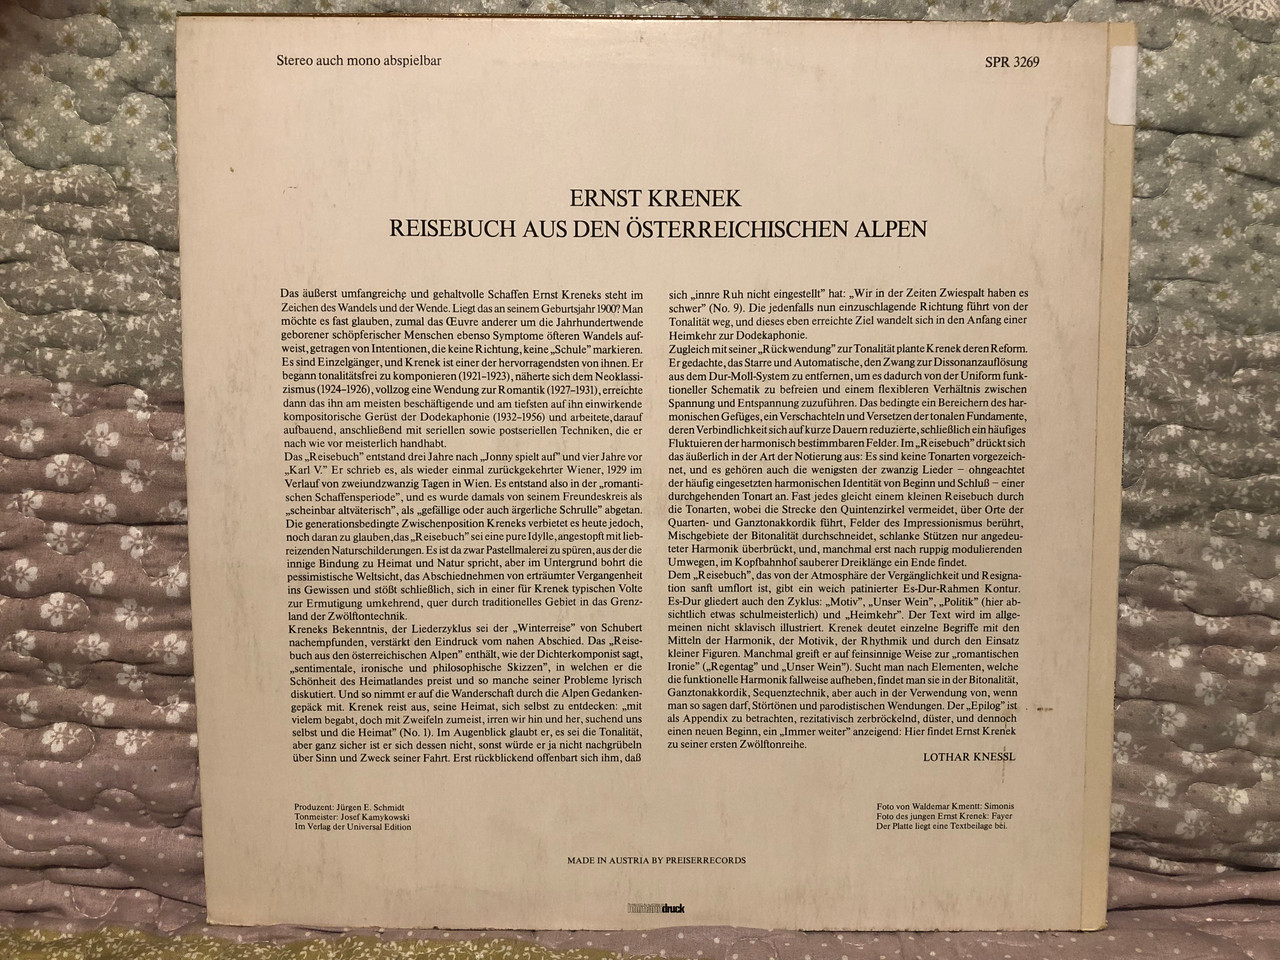 Stereo auch mono abspielbar
SPR 3269
ERNST KRENEK
REISEBUCH AUS DEN ÖSTERREICHISCHEN ALPEN
Das äußerst umfangreiche und gehaltvolle Schaffen Ernst Kreneks steht im
Zeichen des Wandels und der Wende. Liegt das an seinem Geburtsjahr 1900? Man
möchte es fast glauben, zumal das Œuvre anderer um die Jahrhundertwende
geborener schöpferischer Menschen ebenso Symptome öfteren Wandels auf-
weist, getragen von Intentionen, die keine Richtung, keine „Schule” markieren.
Es sind Einzelgänger, und Krenek ist einer der hervorragendsten von ihnen. Er
begann tonalitätsfrei zu komponieren (1921–1923), näherte sich dem Neoklassi-
zismus (1924–1926), vollzog eine Wendung zur Romantik (1927–1931), erreichte
dann das ihn am meisten beschäftigende und am tiefsten auf ihn einwirkende
kompositorische Gerüst der Dodekaphonie (1932–1956) und arbeitete, darauf
aufbauend, anschließend mit seriellen sowie postseriellen Techniken, die er
nach wie vor meisterlich handhabt.
Das „Reisebuch” entstand drei Jahre nach „Jonny spielt auf” und vier Jahre vor
„Karl V.” Er schrieb es, als wieder einmal zurückgekehrter Wiener, 1929 im
Verlauf von zweiundzwanzig Tagen in Wien. Es entstand also in der „romanti-
schen Schaffensperiode”, und es wurde damals von seinem Freundeskreis als
„scheinbar altväterisch”, als „gefällige oder auch ärgerliche Schrulle” abgetan.
Die generationsbedingte Zwischenposition Kreneks verbietet es heute jedoch,
noch daran zu glauben, das „Reisebuch” sei eine pure Idylle, angestopft mit lieb-
reizenden Naturschilderungen. Es ist da zwar Pastellmalerei zu spüren, aus der die
innige Bindung zu Heimat und Natur spricht, aber im Untergrund bohrt die
pessimistische Weltsicht, das Abschiednehmen von erträumter Vergangenheit
ins Gewissen und stößt schließlich, sich in einer für Krenek typischen Volte
zur Ermutigung umkehrend, quer durch traditionelles Gebiet in das Grenz-
land der Zwölftontechnik.
Kreneks Bekenntnis, der Liederzyklus sei der „Winterreise” von Schubert
nachempfunden, verstärkt den Eindruck vom nahen Abschied. Das „Reise-
buch aus den österreichischen Alpen” enthält, wie der Dichterkomponist sagt,
„sentimentale, ironische und philosophische Skizzen”, in welchen er die
Schönheit des Heimatlandes preist und so manche seiner Probleme lyrisch
diskutiert. Und so nimmt er auf die Wanderschaft durch die Alpen Gedanken-
gepäck mit. Krenek reist aus, seine Heimat, sich selbst zu entdecken: „mit
vielem begabt, doch mit Zweifeln zumeist, irren wir hin und her, suchend uns
selbst und die Heimat” (No. 1). Im Augenblick glaubt er, es sei die Tonalität,
aber ganz sicher ist er sich dessen nicht, sonst würde er ja nicht nachgrübeln
über Sinn und Zweck seiner Fahrt. Erst rückblickend offenbart sich ihm, daß
sich „innre Ruh nicht eingestellt” hat: „Wir in der Zeiten Zwiespalt haben es
schwer” (No. 9). Die jedenfalls nun einzuschlagende Richtung führt von der
Tonalität weg, und dieses eben erreichte Ziel wandelt sich in den Anfang einer
Heimkehr zur Dodekaphonie.
Zugleich mit seiner „Rückwendung” zur Tonalität plante Krenek deren Reform.
Er gedachte, das Starre und Automatische, den Zwang zur Dissonanzauflösung
aus dem Dur-Moll-System zu entfernen, um es dadurch von der Uniform funk-
tioneller Schematik zu befreien und einem flexibleren Verhältnis zwischen
Spannung und Entspannung zuzuführen. Das bedingte ein Bereichern des har-
monischen Gefüges, ein Verschachteln und Versetzen der tonalen Fundamente,
deren Verbindlichkeit sich auf kurze Dauern reduzierte, schließlich ein häufiges
Fluktuieren der harmonisch bestimmbaren Felder. Im „Reisebuch” drückt sich
das äußerlich in der Art der Notierung aus: Es sind keine Tonarten vorgezeich-
net, und es gehören auch die wenigsten der zwanzig Lieder – ohngeachtet
der häufig eingesetzten harmonischen Identität von Beginn und Schluß – einer
durchgehenden Tonart an. Fast jedes gleicht einem kleinen Reisebuch durch
die Tonarten, wobei die Strecke den Quintenzirkel vermeidet, über Orte der
Quarten- und Ganztonakkordik führt, Felder des Impressionismus berührt,
Mischgebiete der Bitonalität durchschneidet, schlanke Stützen nur angedeu-
teter Harmonik überbrückt, und, manchmal erst nach ruppig modulierenden
Umwegen, im Kopfbahnhof sauberer Dreiklänge ein Ende findet.
Dem „Reisebuch”, das von der Atmosphäre der Vergänglichkeit und Resigna-
tion sanft umflort ist, gibt ein weich patinierter Es-Dur-Rahmen Kontur.
Es-Dur gliedert auch den Zyklus: „Motiv”, „Unser Wein”, „Politik” (hier ab-
sichtlich etwas schulmeisterlich) und „Heimkehr”. Der Text wird im allge-
meinen nicht sklavisch illustriert. Krenek deutet einzelne Begriffe mit den
Mitteln der Harmonik, der Motivik, der Rhythmik und durch den Einsatz
kleiner Figuren. Manchmal greift er auf feinsinnige Weise zur „romantischen
Ironie” („Regentag” und „Unser Wein”). Sucht man nach Elementen, welche
die funktionelle Harmonik fallweise aufheben, findet man sie in der Bitonalität,
Ganztonakkordik, Sequenztechnik, aber auch in der Verwendung von, wenn
man so sagen darf, Störtönen und parodistischen Wendungen. Der „Epilog” ist
als Appendix zu betrachten, rezitativisch zerbröckelnd, düster, und dennoch
einen neuen Beginn, ein „Immer weiter” anzeigend: Hier findet Ernst Krenek
zu seiner ersten Zwölftonreihe.
LOTHAR KNESSL
Produzent: Jürgen E. Schmidt
Tonmeister: Josef Kamykowski
Im Verlag der Universal Edition
Foto von Waldemar Kmentt: Simonis
Foto des jungen Ernst Krenek: Fayer
Der Platte liegt eine Textbeilage bei.
MADE IN AUSTRIA BY PREISERRECORDS
druck